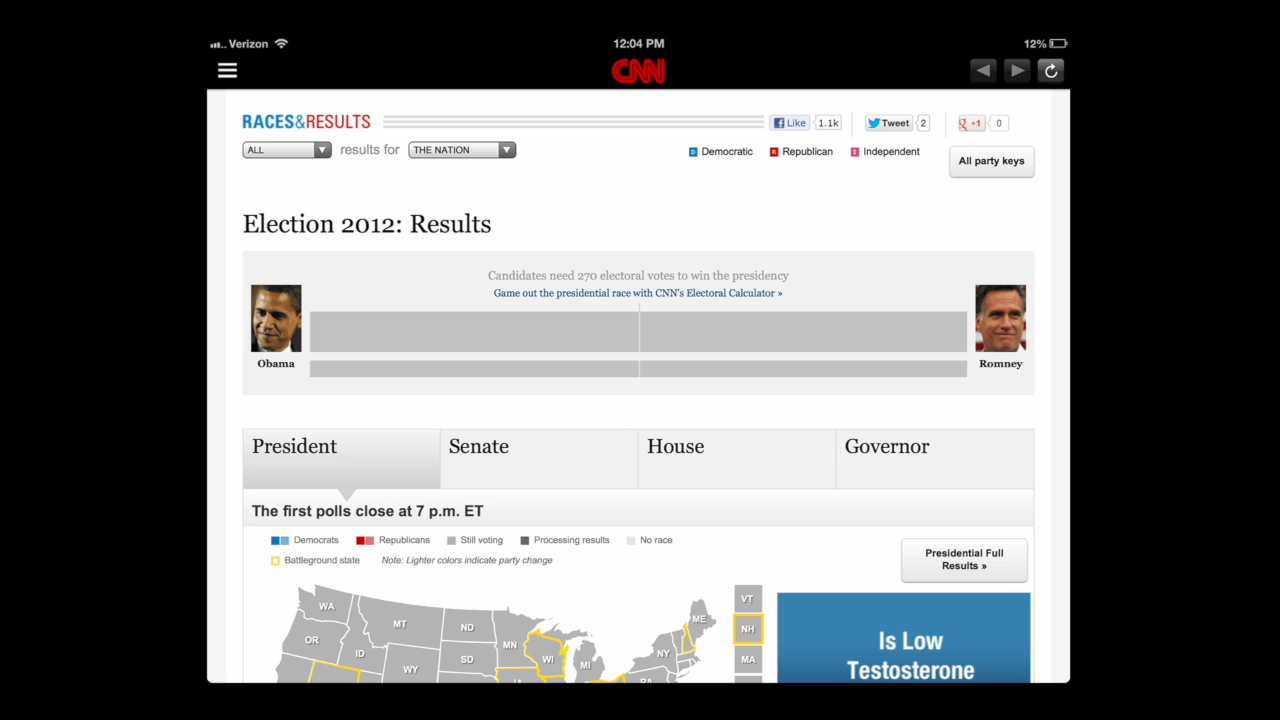 Verizon 12:04 PM 12%
CNN
RACES&RESULTS Like 1.1k Tweet 2 +1 0
ALL results for THE NATION D Democratic R Republican I Independent All party keys
Election 2012: Results
Candidates need 270 electoral votes to win the presidency
Game out the presidential race with CNN's Electoral Calculator »
Obama Romney
President Senate House Governor
The first polls close at 7 p.m. ET
Democrats Republicans Still voting Processing results No race
Battleground state Note: Lighter colors indicate party change
Presidential Full
Results »
WA MT ND MN ME VT
OR ID SD WI NY NH
WY MI MA
Is Low
Testosterone